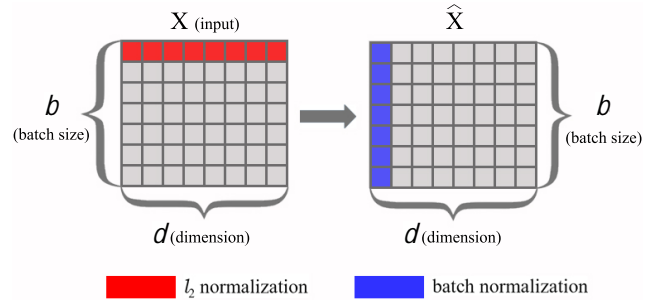 X (input)
X̂
b
(batch size)
b
(batch size)
d (dimension)
d (dimension)
l₂ normalization
batch normalization